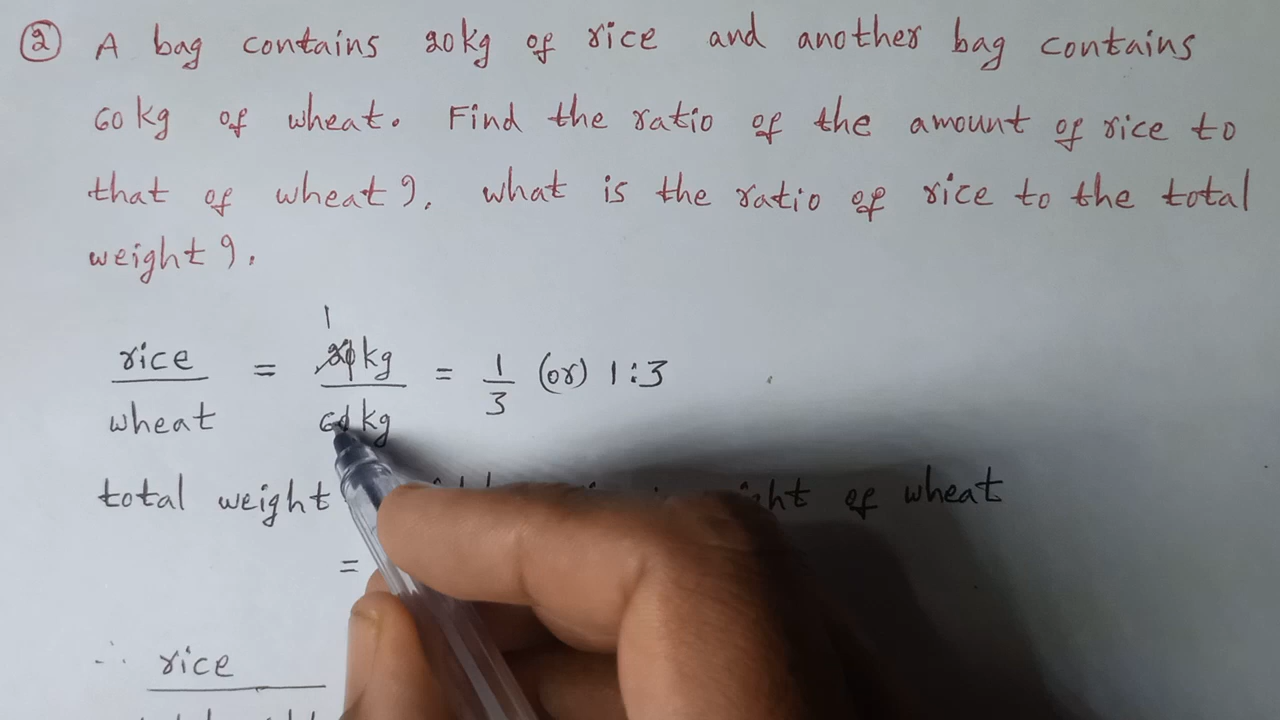 ② A bag contains 20kg of rice and another bag contains
60kg of wheat. Find the ratio of the amount of rice to
that of wheat?. what is the ratio of rice to the total
weight?.
1
rice = 20kg = 1 (or) 1:3
wheat 60kg 3
total weight of wheat
=
∴ rice